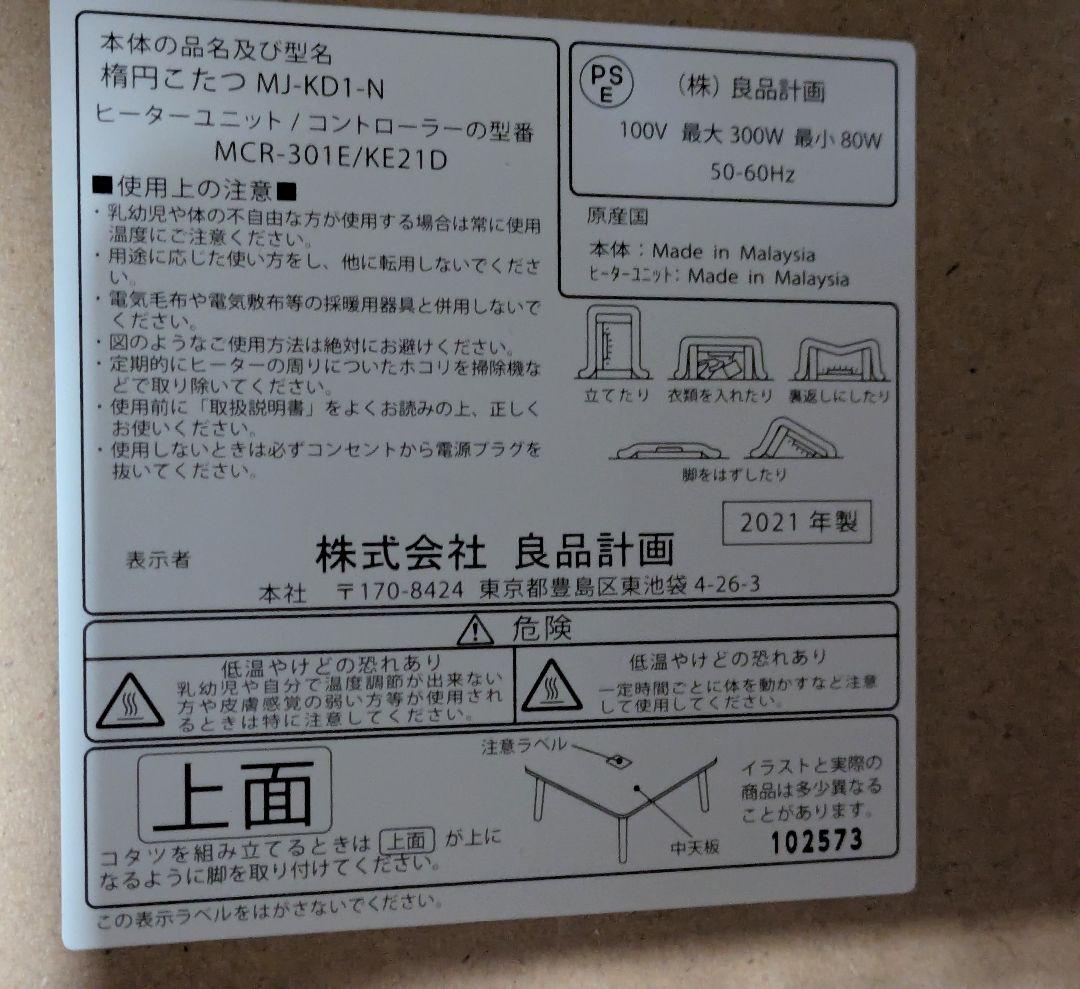 本体の品名及び型名
楕円こたつ MJ-KD1-N
ヒーターユニット / コントローラーの型番
MCR-301E/KE21D
■使用上の注意■
・乳幼児や体の不自由な方が使用する場合は常に使用
温度にご注意ください。
・用途に応じた使い方をし、他に転用しないでくださ
い。
・電気毛布や電気敷布等の採暖用器具と併用しないで
ください。
・図のようなご使用方法は絶対にお避けください。
・定期的にヒーターの周りについたホコリを掃除機な
どで取り除いてください。
・使用前に「取扱説明書」をよくお読みの上、正しく
お使いください。
・使用しないときは必ずコンセントから電源プラグを
抜いてください。
PS
E
（株）良品計画
100V 最大 300W 最小 80W
50-60Hz
原産国
本体：Made in Malaysia
ヒーターユニット：Made in Malaysia
立てたり 衣類を入れたり 裏返しにしたり
脚をはずしたり
2021 年製
表示者 株式会社 良品計画
本社 〒170-8424 東京都豊島区東池袋 4-26-3
危険
低温やけどの恐れあり
乳幼児や自分で温度調節が出来ない
方や皮膚感覚の弱い方等が使用され
るときは特に注意してください。
低温やけどの恐れあり
一定時間ごとに体を動かすなど注意
して使用してください。
上面
コタツを組み立てるときは 上面 が上に
なるように脚を取り付けてください。
注意ラベル
中天板
イラストと実際の
商品は多少異なる
ことがあります。
102573
この表示ラベルをはがさないでください。